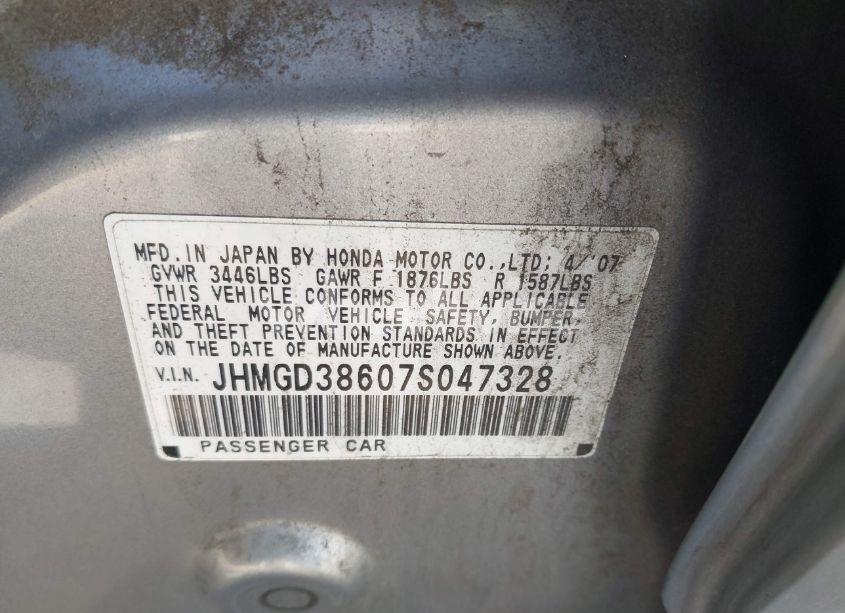 MFD. IN JAPAN BY HONDA MOTOR CO., LTD; 4/'07
GVWR 3446LBS GAWR F 1876LBS R 1587LBS
THIS VEHICLE CONFORMS TO ALL APPLICABLE
FEDERAL MOTOR VEHICLE SAFETY, BUMPER,
AND THEFT PREVENTION STANDARDS IN EFFECT
ON THE DATE OF MANUFACTURE SHOWN ABOVE.
V.I.N. JHMGD38607S047328
PASSENGER CAR